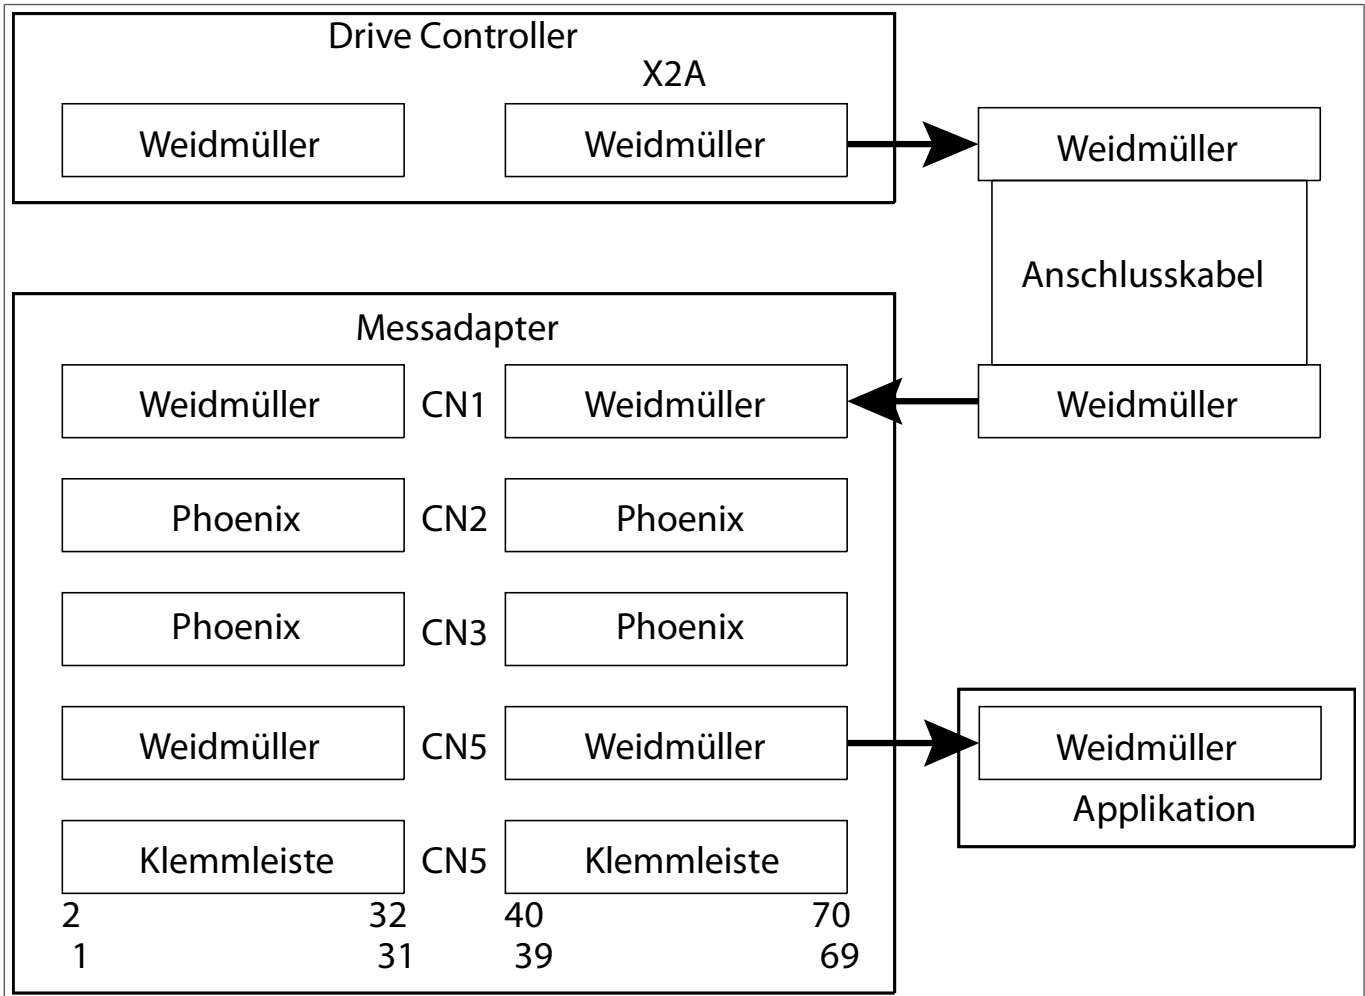 Drive Controller
X2A
Weidmüller Weidmüller Weidmüller
Anschlusskabel
Messadapter
Weidmüller CN1 Weidmüller Weidmüller
Phoenix CN2 Phoenix
Phoenix CN3 Phoenix
Weidmüller CN5 Weidmüller Weidmüller
Applikation
Klemmleiste CN5 Klemmleiste
2 32 40 70
1 31 39 69